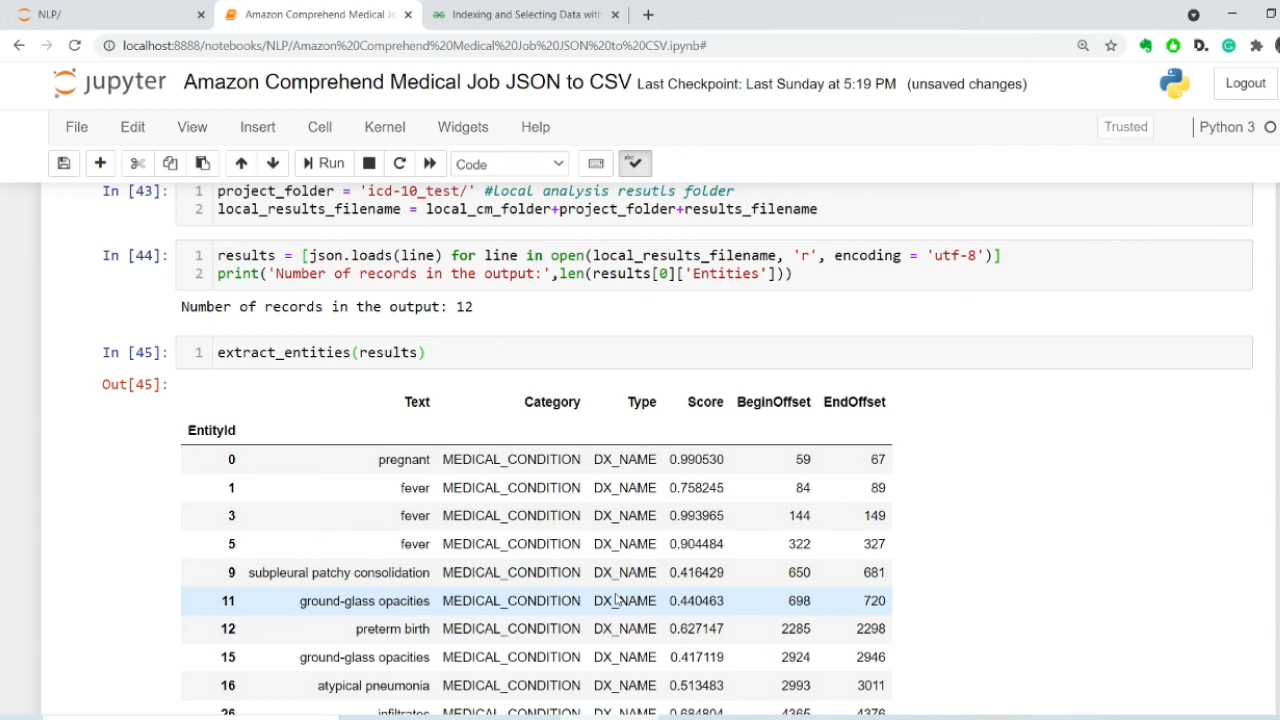 NLP/
Amazon Comprehend Medical Jo
Indexing and Selecting Data with
localhost:8888/notebooks/NLP/Amazon%20Comprehend%20Medical%20Job%20JSON%20to%20CSV.ipynb#
jupyter Amazon Comprehend Medical Job JSON to CSV Last Checkpoint: Last Sunday at 5:19 PM (unsaved changes)
Logout
File Edit View Insert Cell Kernel Widgets Help
Trusted
Python 3
Run
Code
In [43]:
1 project_folder = 'icd-10_test/' #local analysis resutls folder
2 local_results_filename = local_cm_folder+project_folder+results_filename
In [44]:
1 results = [json.loads(line) for line in open(local_results_filename, 'r', encoding = 'utf-8')]
2 print('Number of records in the output:',len(results[0]['Entities']))
Number of records in the output: 12
In [45]:
1 extract_entities(results)
Out[45]:
Text Category Type Score BeginOffset EndOffset
EntityId
0 pregnant MEDICAL_CONDITION DX_NAME 0.990530 59 67
1 fever MEDICAL_CONDITION DX_NAME 0.758245 84 89
3 fever MEDICAL_CONDITION DX_NAME 0.993965 144 149
5 fever MEDICAL_CONDITION DX_NAME 0.904484 322 327
9 subpleural patchy consolidation MEDICAL_CONDITION DX_NAME 0.416429 650 681
11 ground-glass opacities MEDICAL_CONDITION DX_NAME 0.440463 698 720
12 preterm birth MEDICAL_CONDITION DX_NAME 0.627147 2285 2298
15 ground-glass opacities MEDICAL_CONDITION DX_NAME 0.417119 2924 2946
16 atypical pneumonia MEDICAL_CONDITION DX_NAME 0.513483 2993 3011
26 infiltrates MEDICAL_CONDITION DX_NAME 0.684804 4365 4376